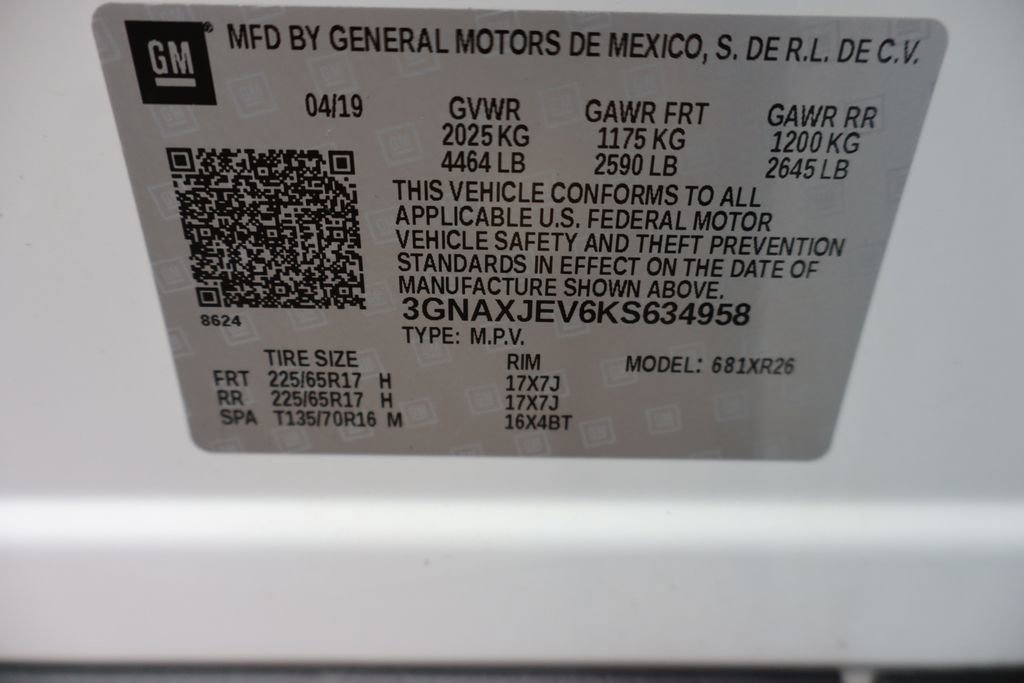 GM® MFD BY GENERAL MOTORS DE MEXICO, S. DE R.L. DE C.V.
04/19 GVWR GAWR FRT GAWR RR
2025 KG 1175 KG 1200 KG
4464 LB 2590 LB 2645 LB
THIS VEHICLE CONFORMS TO ALL
APPLICABLE U.S. FEDERAL MOTOR
VEHICLE SAFETY AND THEFT PREVENTION
STANDARDS IN EFFECT ON THE DATE OF
MANUFACTURE SHOWN ABOVE.
3GNAXJEV6KS634958
8624
TYPE: M.P.V.
TIRE SIZE RIM MODEL: 681XR26
FRT 225/65R17 H 17X7J
RR 225/65R17 H 17X7J
SPA T135/70R16 M 16X4BT